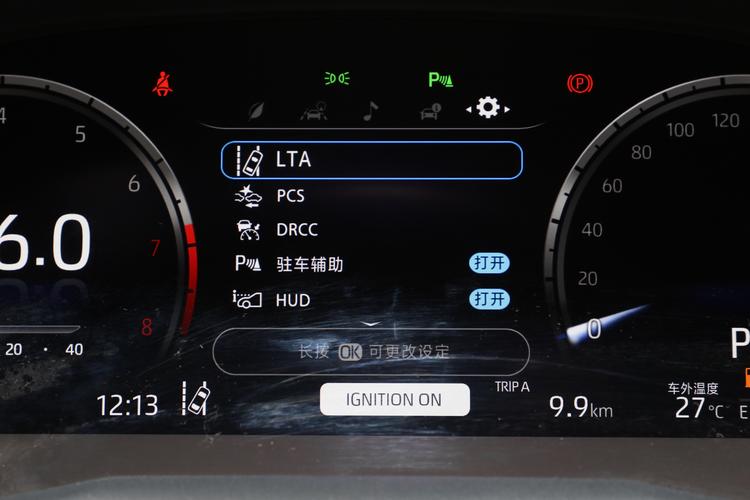 4
5
6
6.0
7
8
20 · 40
P
P
LTA
PCS
DRCC
P 驻车辅助 打开
HUD 打开
长按 OK 可更改设定
IGNITION ON
12:13
TRIP A
9.9km
120
100
80
60
40
20
0
P
车外温度
27°C
E